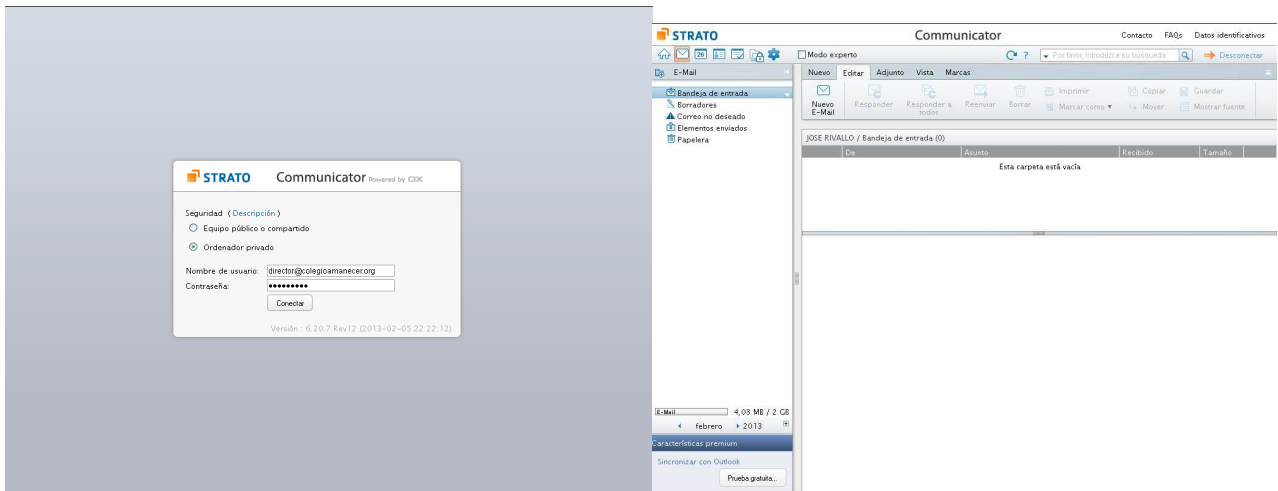 STRATO Communicator Powered by OX
Seguridad ( Descripción )
Equipo público o compartido
Ordenador privado
Nombre de usuario: director@colegioamanecer.org
Contraseña: •••••••••
Conectar
Versión : 6.20.7 Rev12 (2013-02-05 22:22:12)
STRATO Communicator Contacto FAQs Datos identificativos
26 Modo experto ? Por favor, introduzca su búsqueda Desconectar
E-Mail
Bandeja de entrada
Borradores
Correo no deseado
Elementos enviados
Papelera
E-Mail 4,03 MB / 2 GB
febrero 2013
Características premium
Sincronizar con Outlook
Prueba gratuita...
Nuevo Editar Adjunto Vista Marcas
Nuevo E-Mail
Responder
Responder a todos
Reenviar
Borrar
Imprimir
Marcar como
Copiar
Mover
Guardar
Mostrar fuente
JOSE RIVALLO / Bandeja de entrada (0)
De Asunto Recibido Tamaño
Esta carpeta está vacía